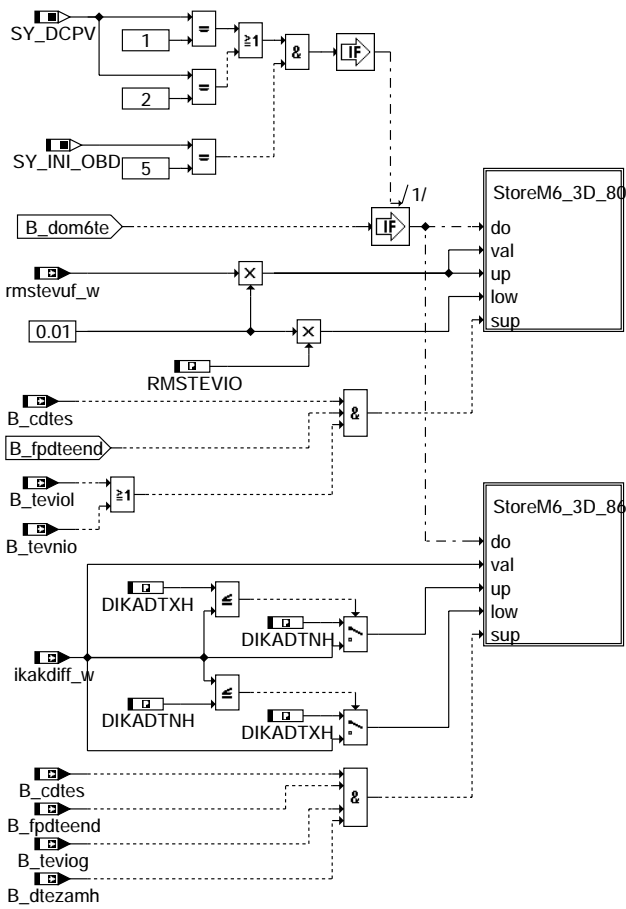 SY_DCPV
1
=
≥1
&
IF
2
=
SY_INI_OBD
5
=
1/
StoreM6_3D_80
B_dom6te
IF
do
val
rmstevuf_w
up
low
0.01
sup
RMSTEVIO
B_cdtes
&
B_fpdteend
B_teviol
≥1
StoreM6_3D_86
B_tevnio
do
val
DIKADTXH
≤
up
DIKADTNH
low
sup
ikakdiff_w
≤
DIKADTNH
DIKADTXH
B_cdtes
&
B_fpdteend
B_teviog
B_dtezamh